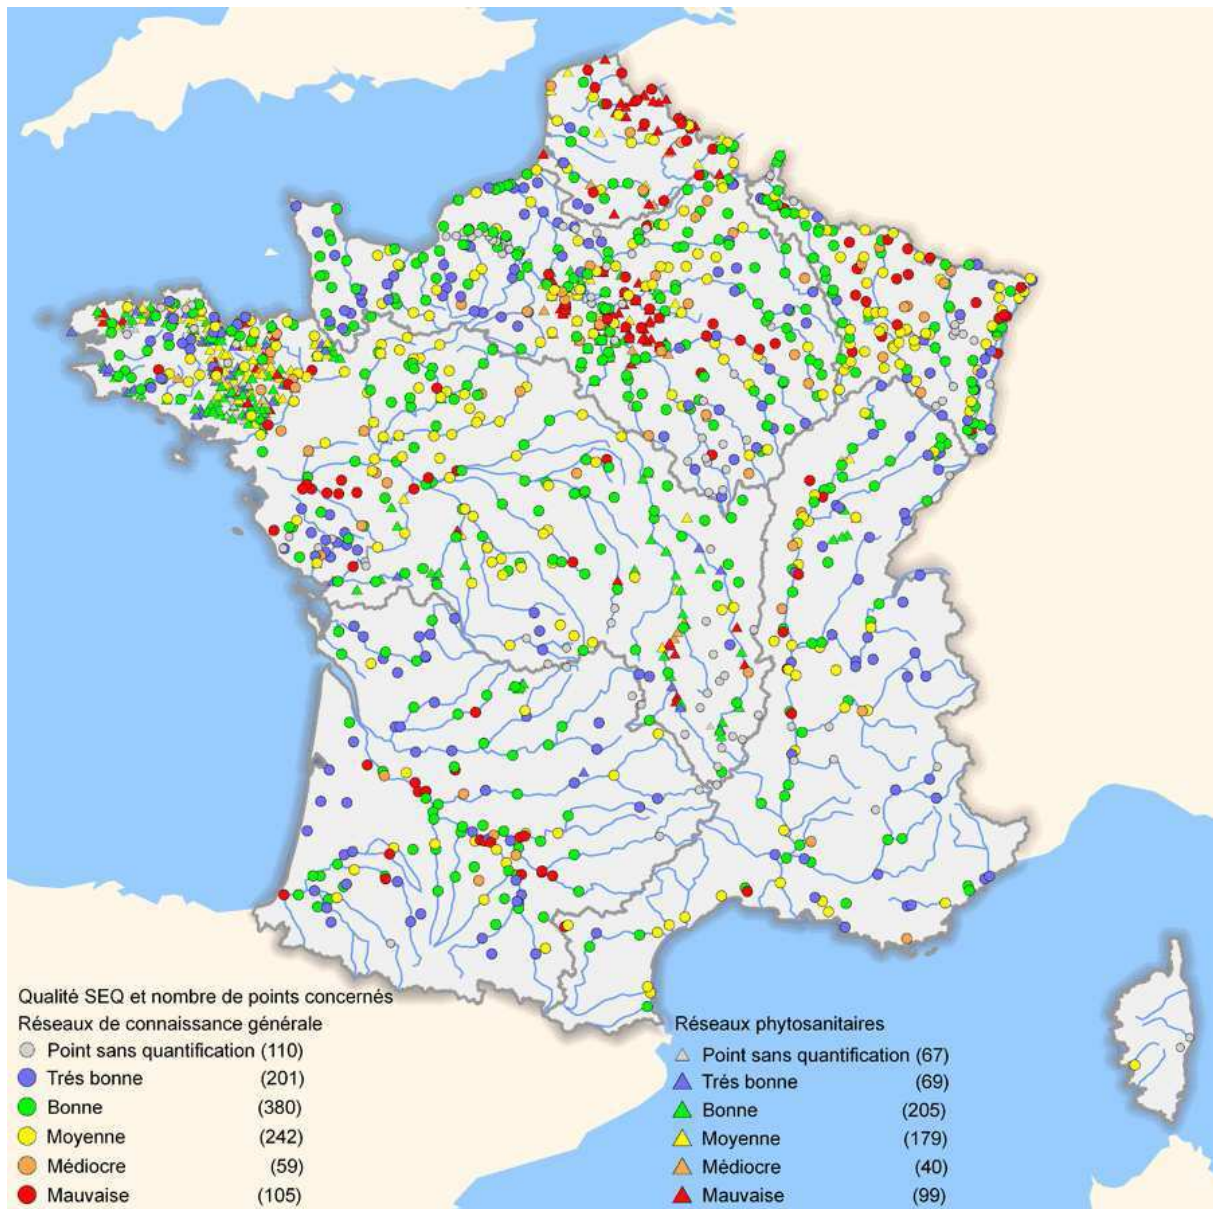 Qualité SEQ et nombre de points concernés
Réseaux de connaissance générale
Point sans quantification (110)
Trés bonne (201)
Bonne (380)
Moyenne (242)
Médiocre (59)
Mauvaise (105)
Réseaux phytosanitaires
Point sans quantification (67)
Trés bonne (69)
Bonne (205)
Moyenne (179)
Médiocre (40)
Mauvaise (99)